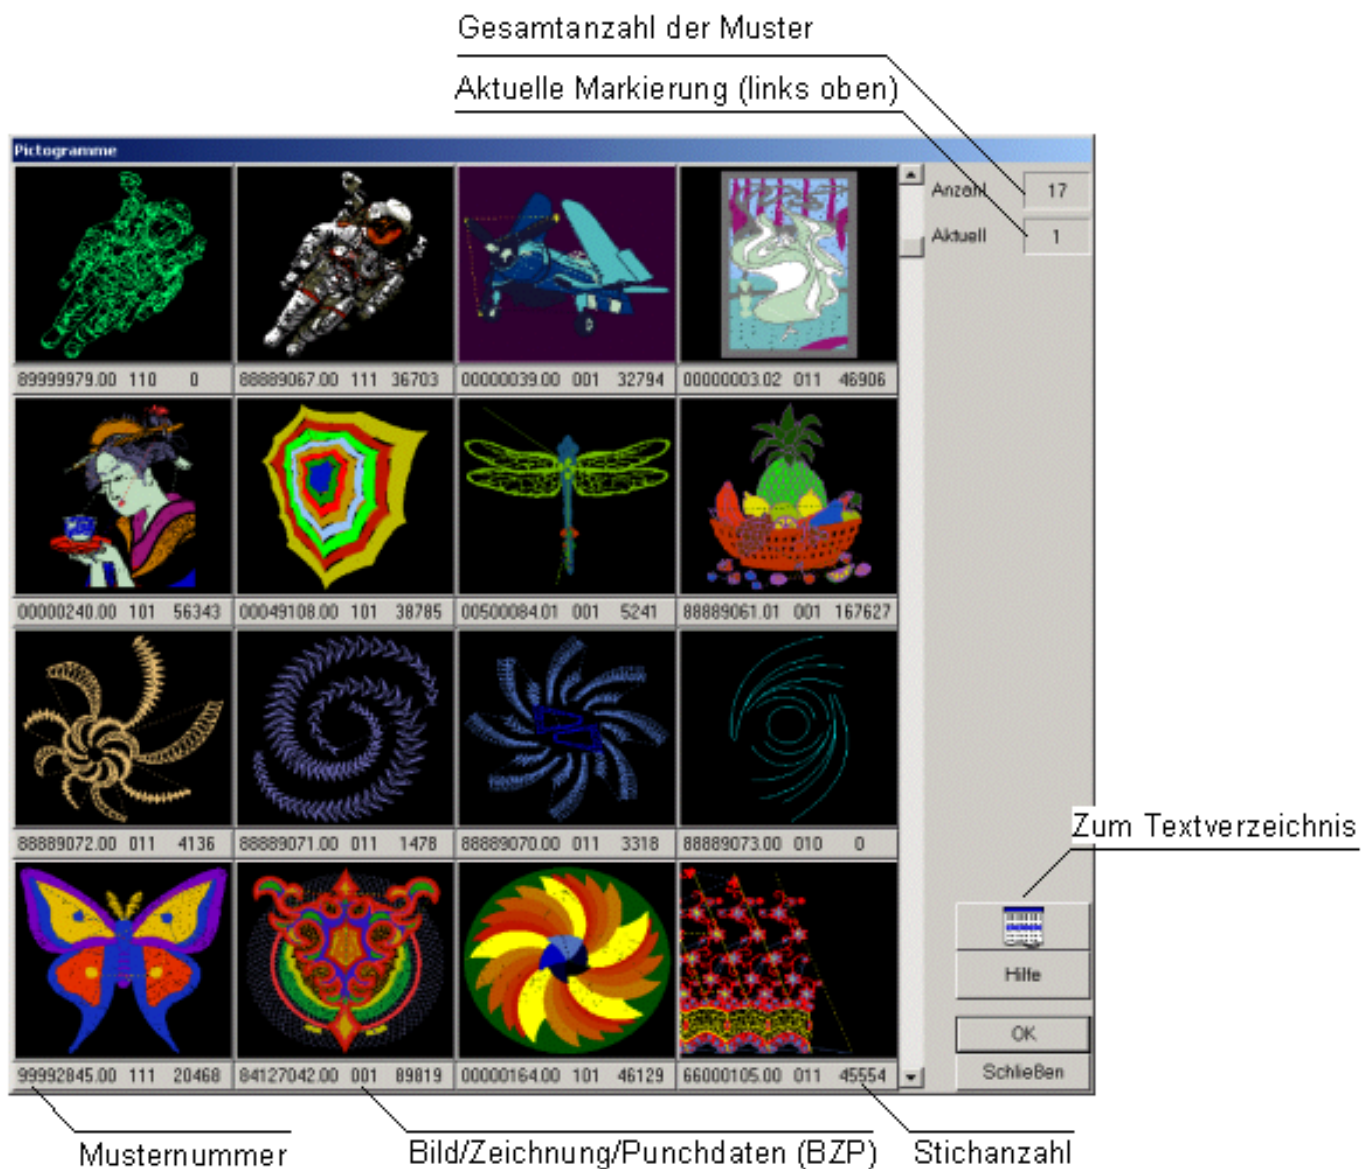 Gesamtanzahl der Muster
Aktuelle Markierung (links oben)
Pictogramme
Anzahl 17
Aktuell 1
89999979.00 110 0
88889067.00 111 36703
00000039.00 001 32794
00000003.02 011 46906
00000240.00 101 56343
00049108.00 101 38785
00500084.01 001 5241
88889061.01 001 167627
88889072.00 011 4136
88889071.00 011 1478
88889070.00 011 3318
88889073.00 010 0
Zum Textverzeichnis
Hilfe
OK
Schließen
99992845.00 111 20468
84127042.00 001 89819
00000164.00 101 46129
66000105.00 011 45554
Musternummer
Bild/Zeichnung/Punchdaten (BZP)
Stichanzahl